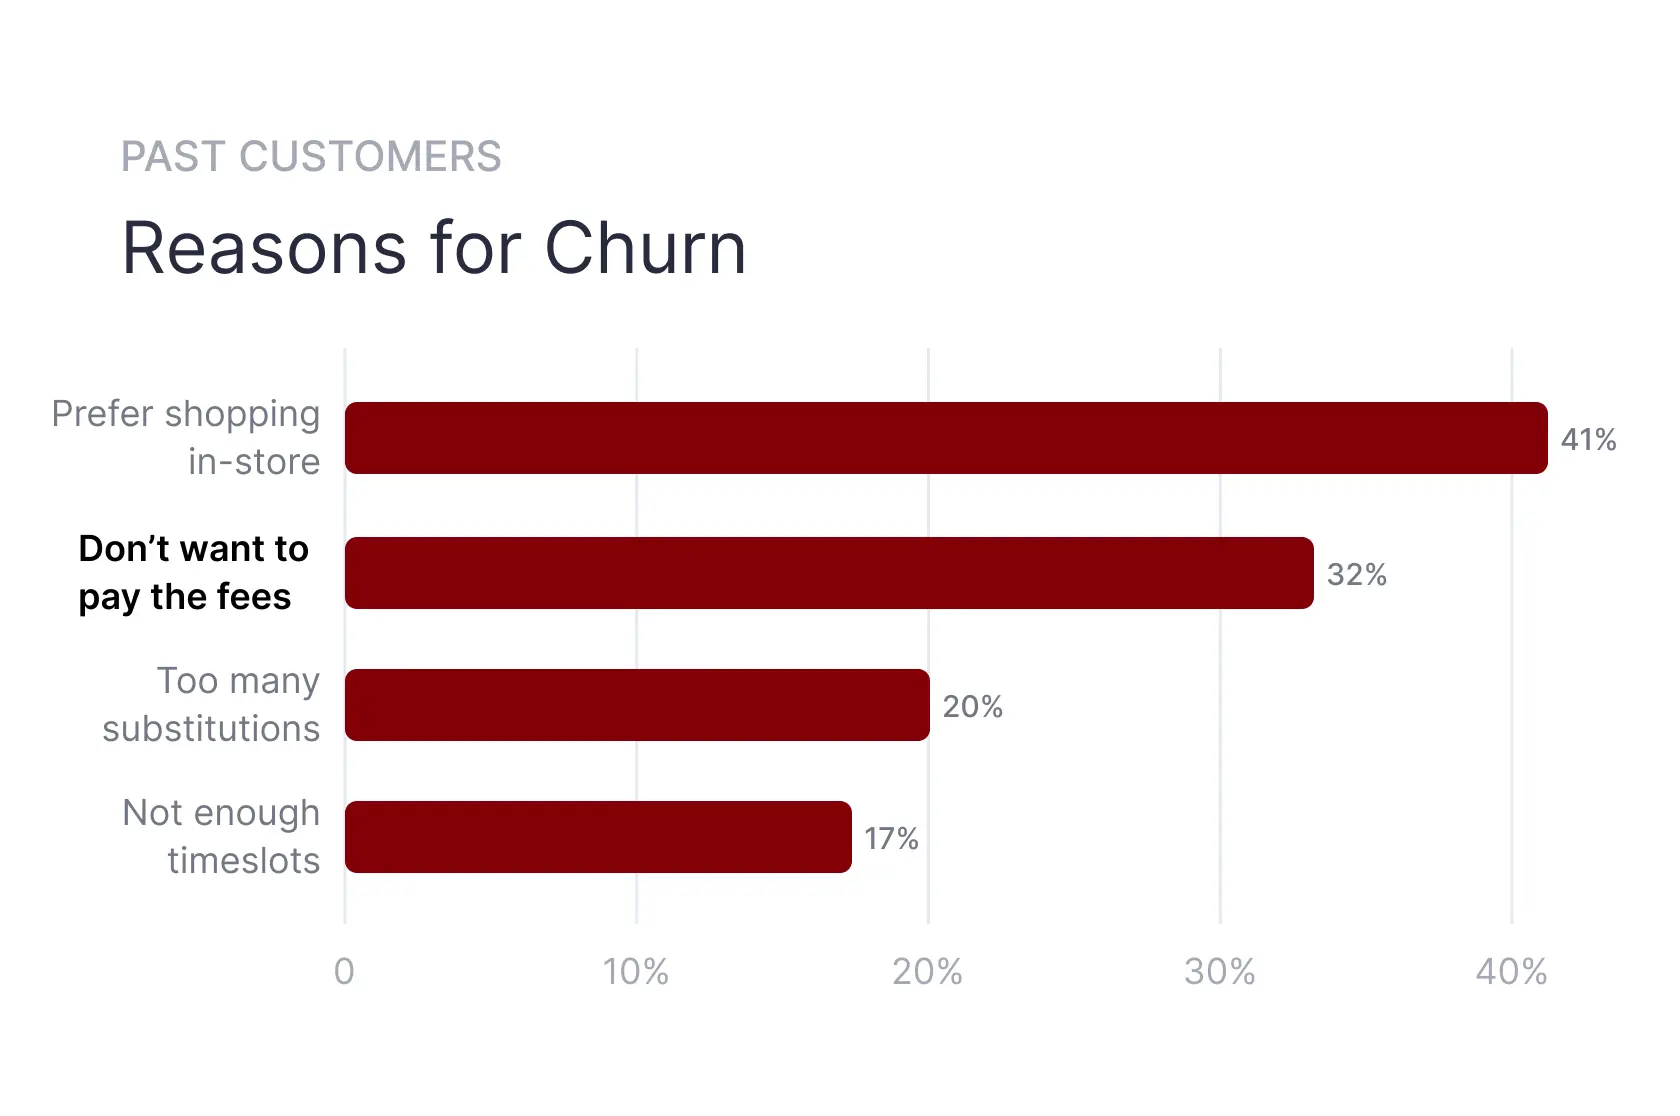 PAST CUSTOMERS
Reasons for Churn
Prefer shopping
in-store
41%
Don’t want to
pay the fees
32%
Too many
substitutions
20%
Not enough
timeslots
17%
0
10%
20%
30%
40%